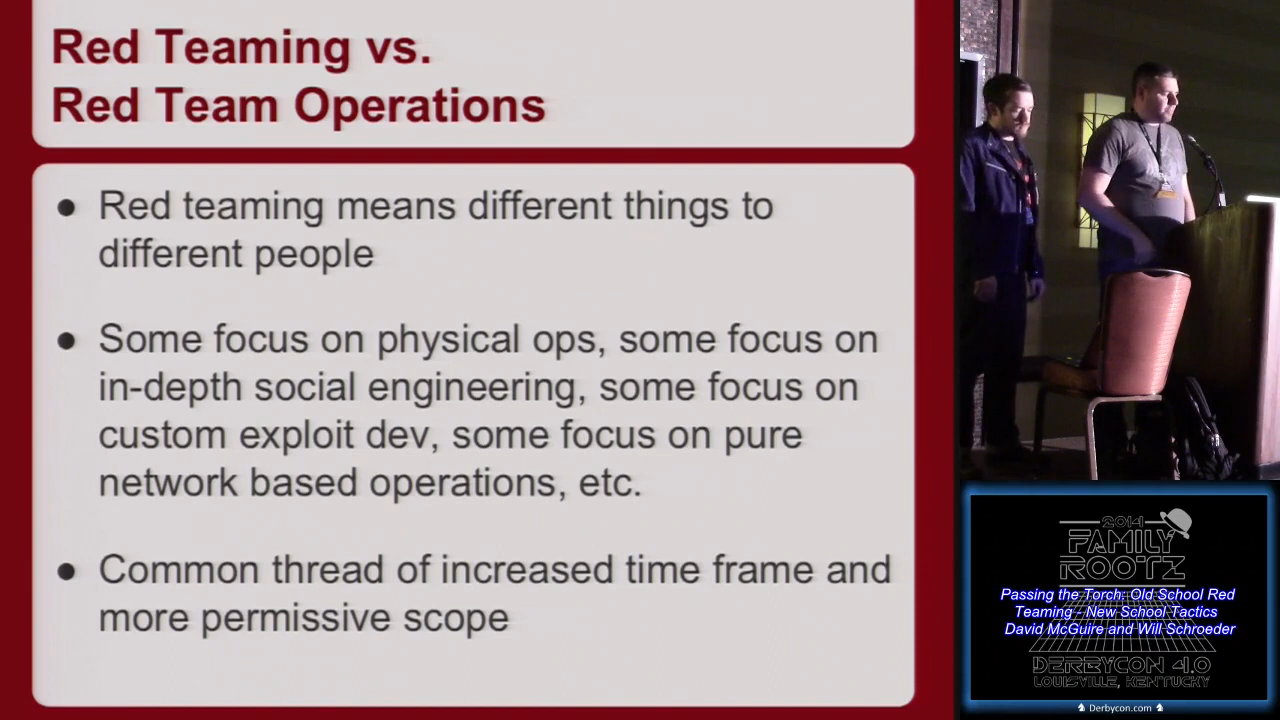 Red Teaming vs.
Red Team Operations
● Red teaming means different things to
different people
● Some focus on physical ops, some focus on
in-depth social engineering, some focus on
custom exploit dev, some focus on pure
network based operations, etc.
● Common thread of increased time frame and
more permissive scope
2014
FAMILY
ROOTZ
Passing the Torch: Old School Red
Teaming - New School Tactics
David McGuire and Will Schroeder
DERBYCON 4.0
LOUISVILLE, KENTUCKY
Derbycon.com